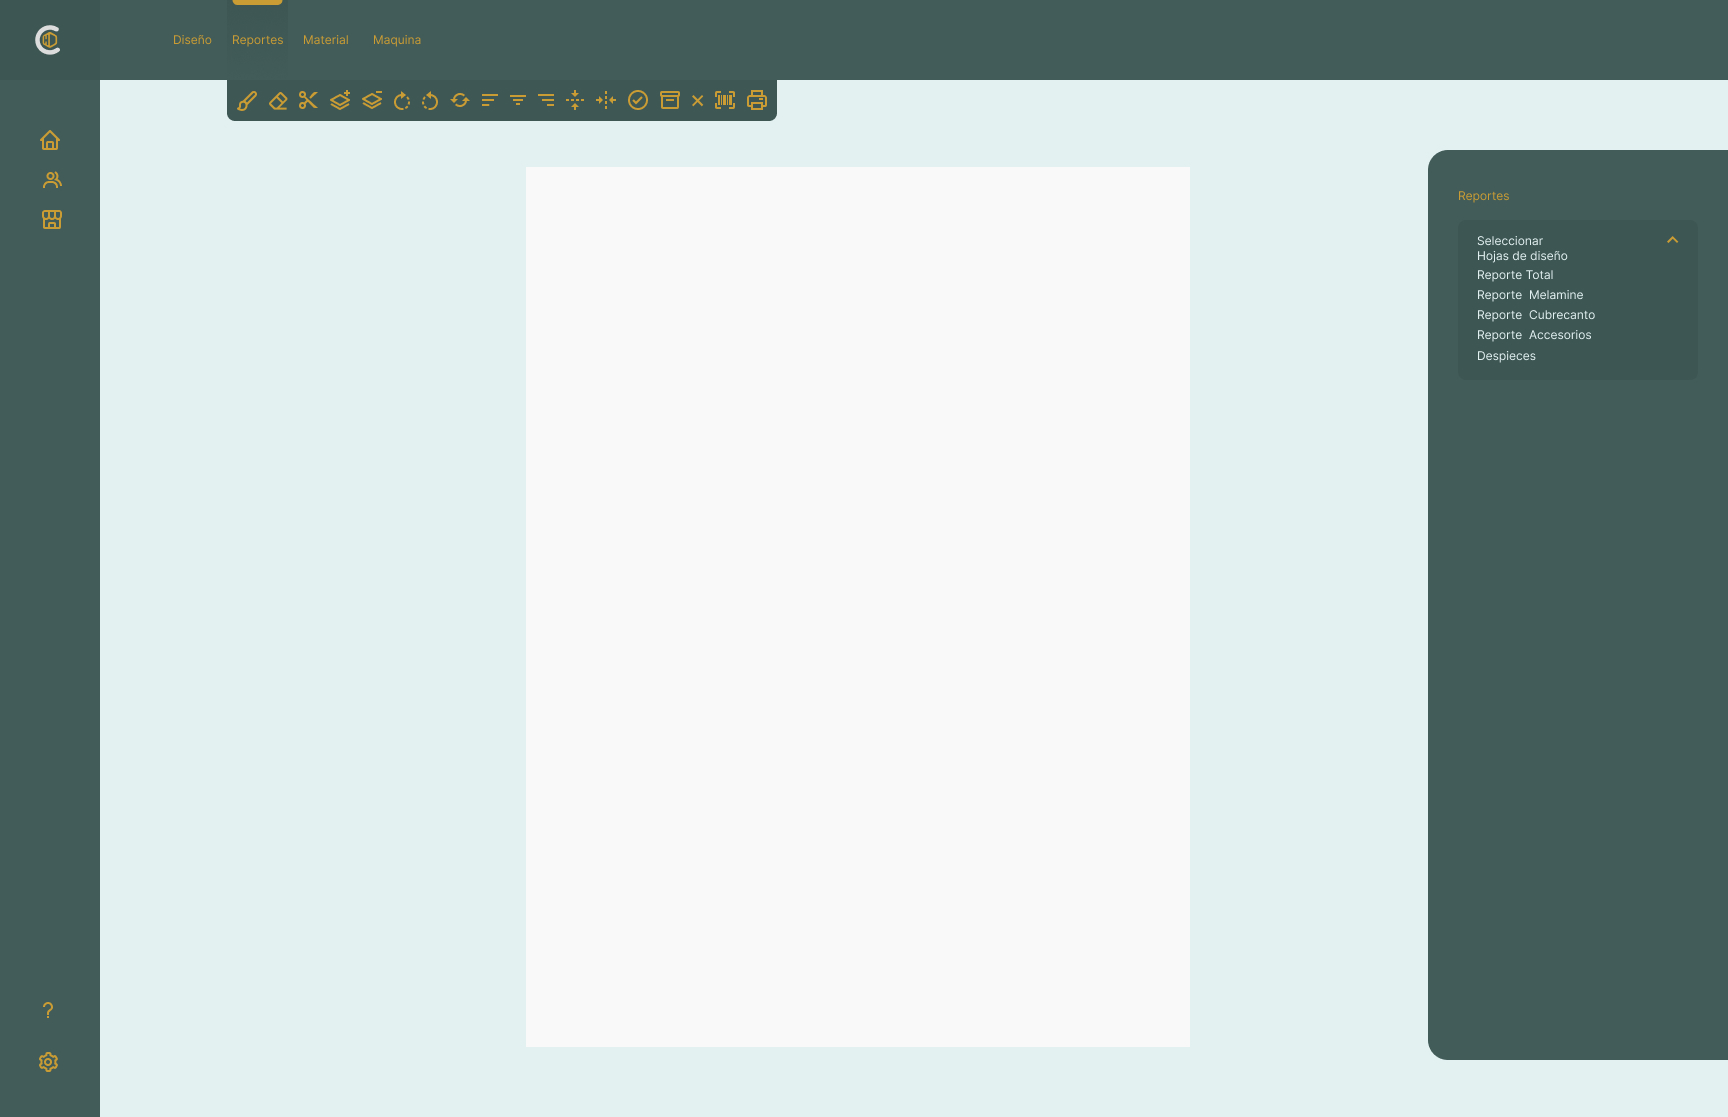 Diseño
Reportes
Material
Maquina
Reportes
Seleccionar
Hojas de diseño
Reporte Total
Reporte Melamine
Reporte Cubrecanto
Reporte Accesorios
Despieces
?